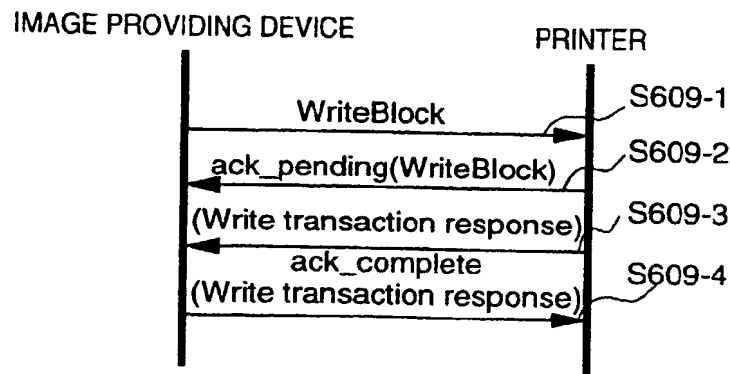 IMAGE PROVIDING DEVICE
PRINTER
WriteBlock
S609-1
ack_pending(WriteBlock)
S609-2
(Write transaction response)
S609-3
ack_complete
(Write transaction response)
S609-4